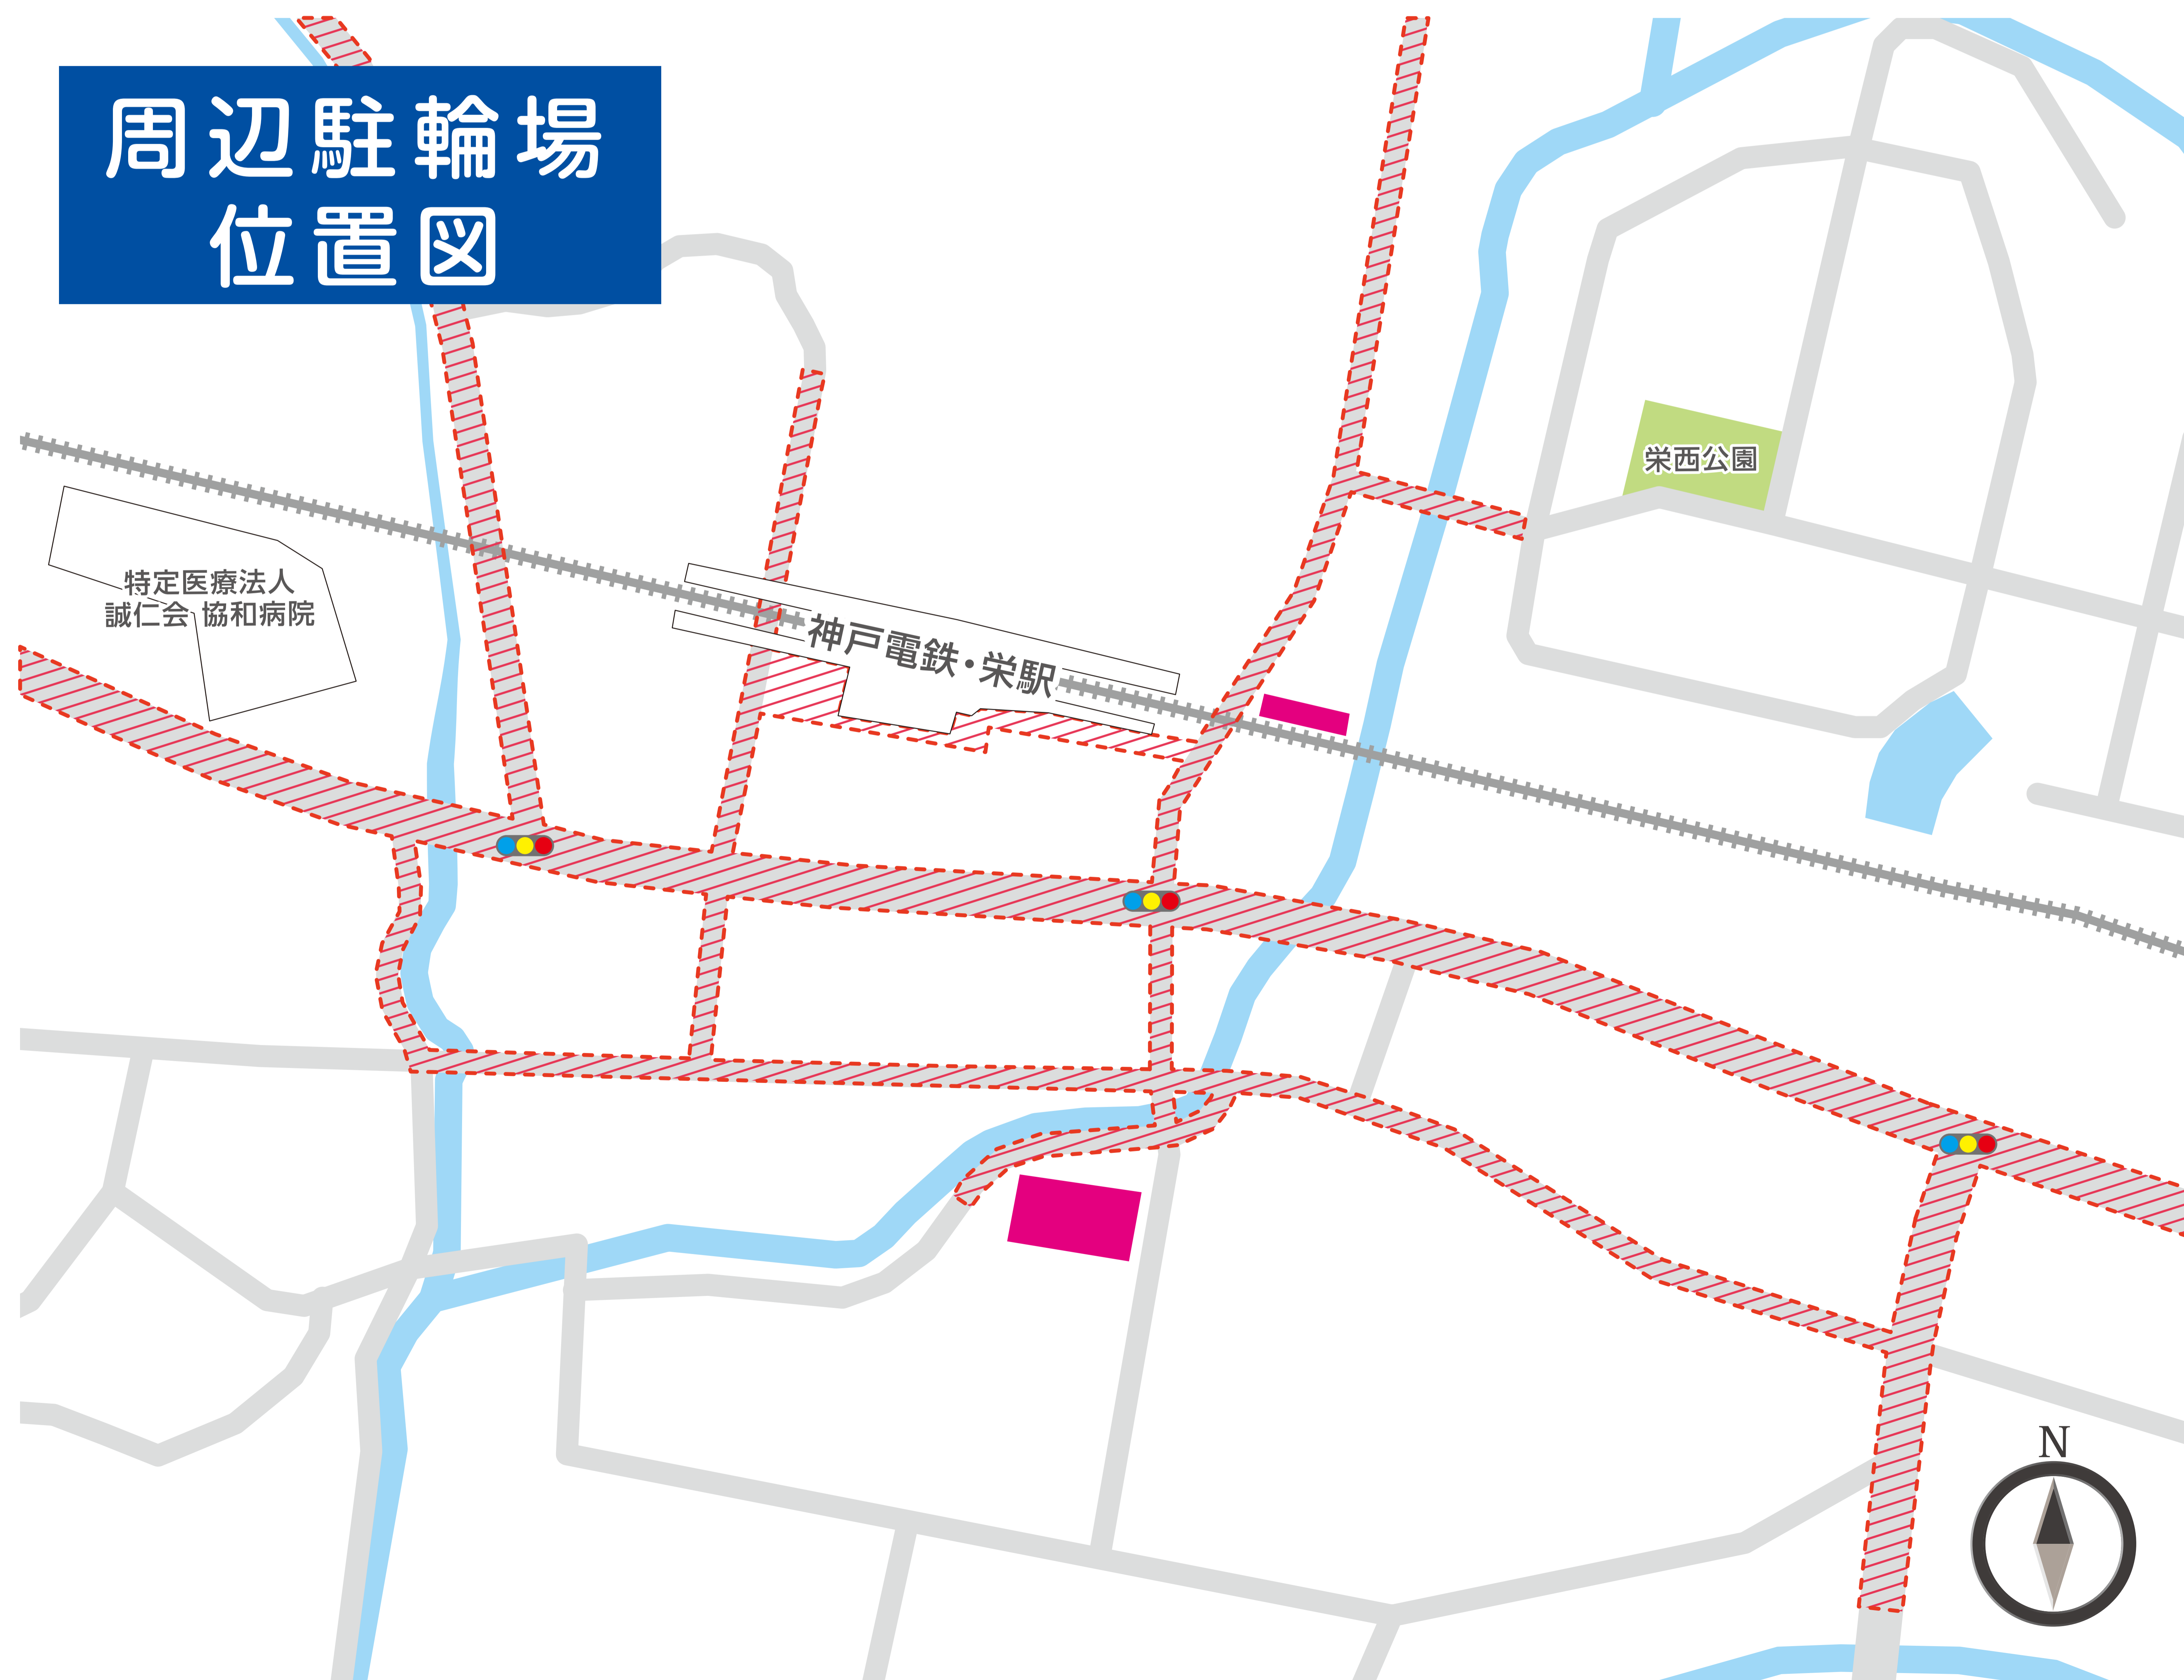 周辺駐輪場
位置図
栄西公園
特定医療法人
誠仁会 協和病院
神戸電鉄・栄駅
N